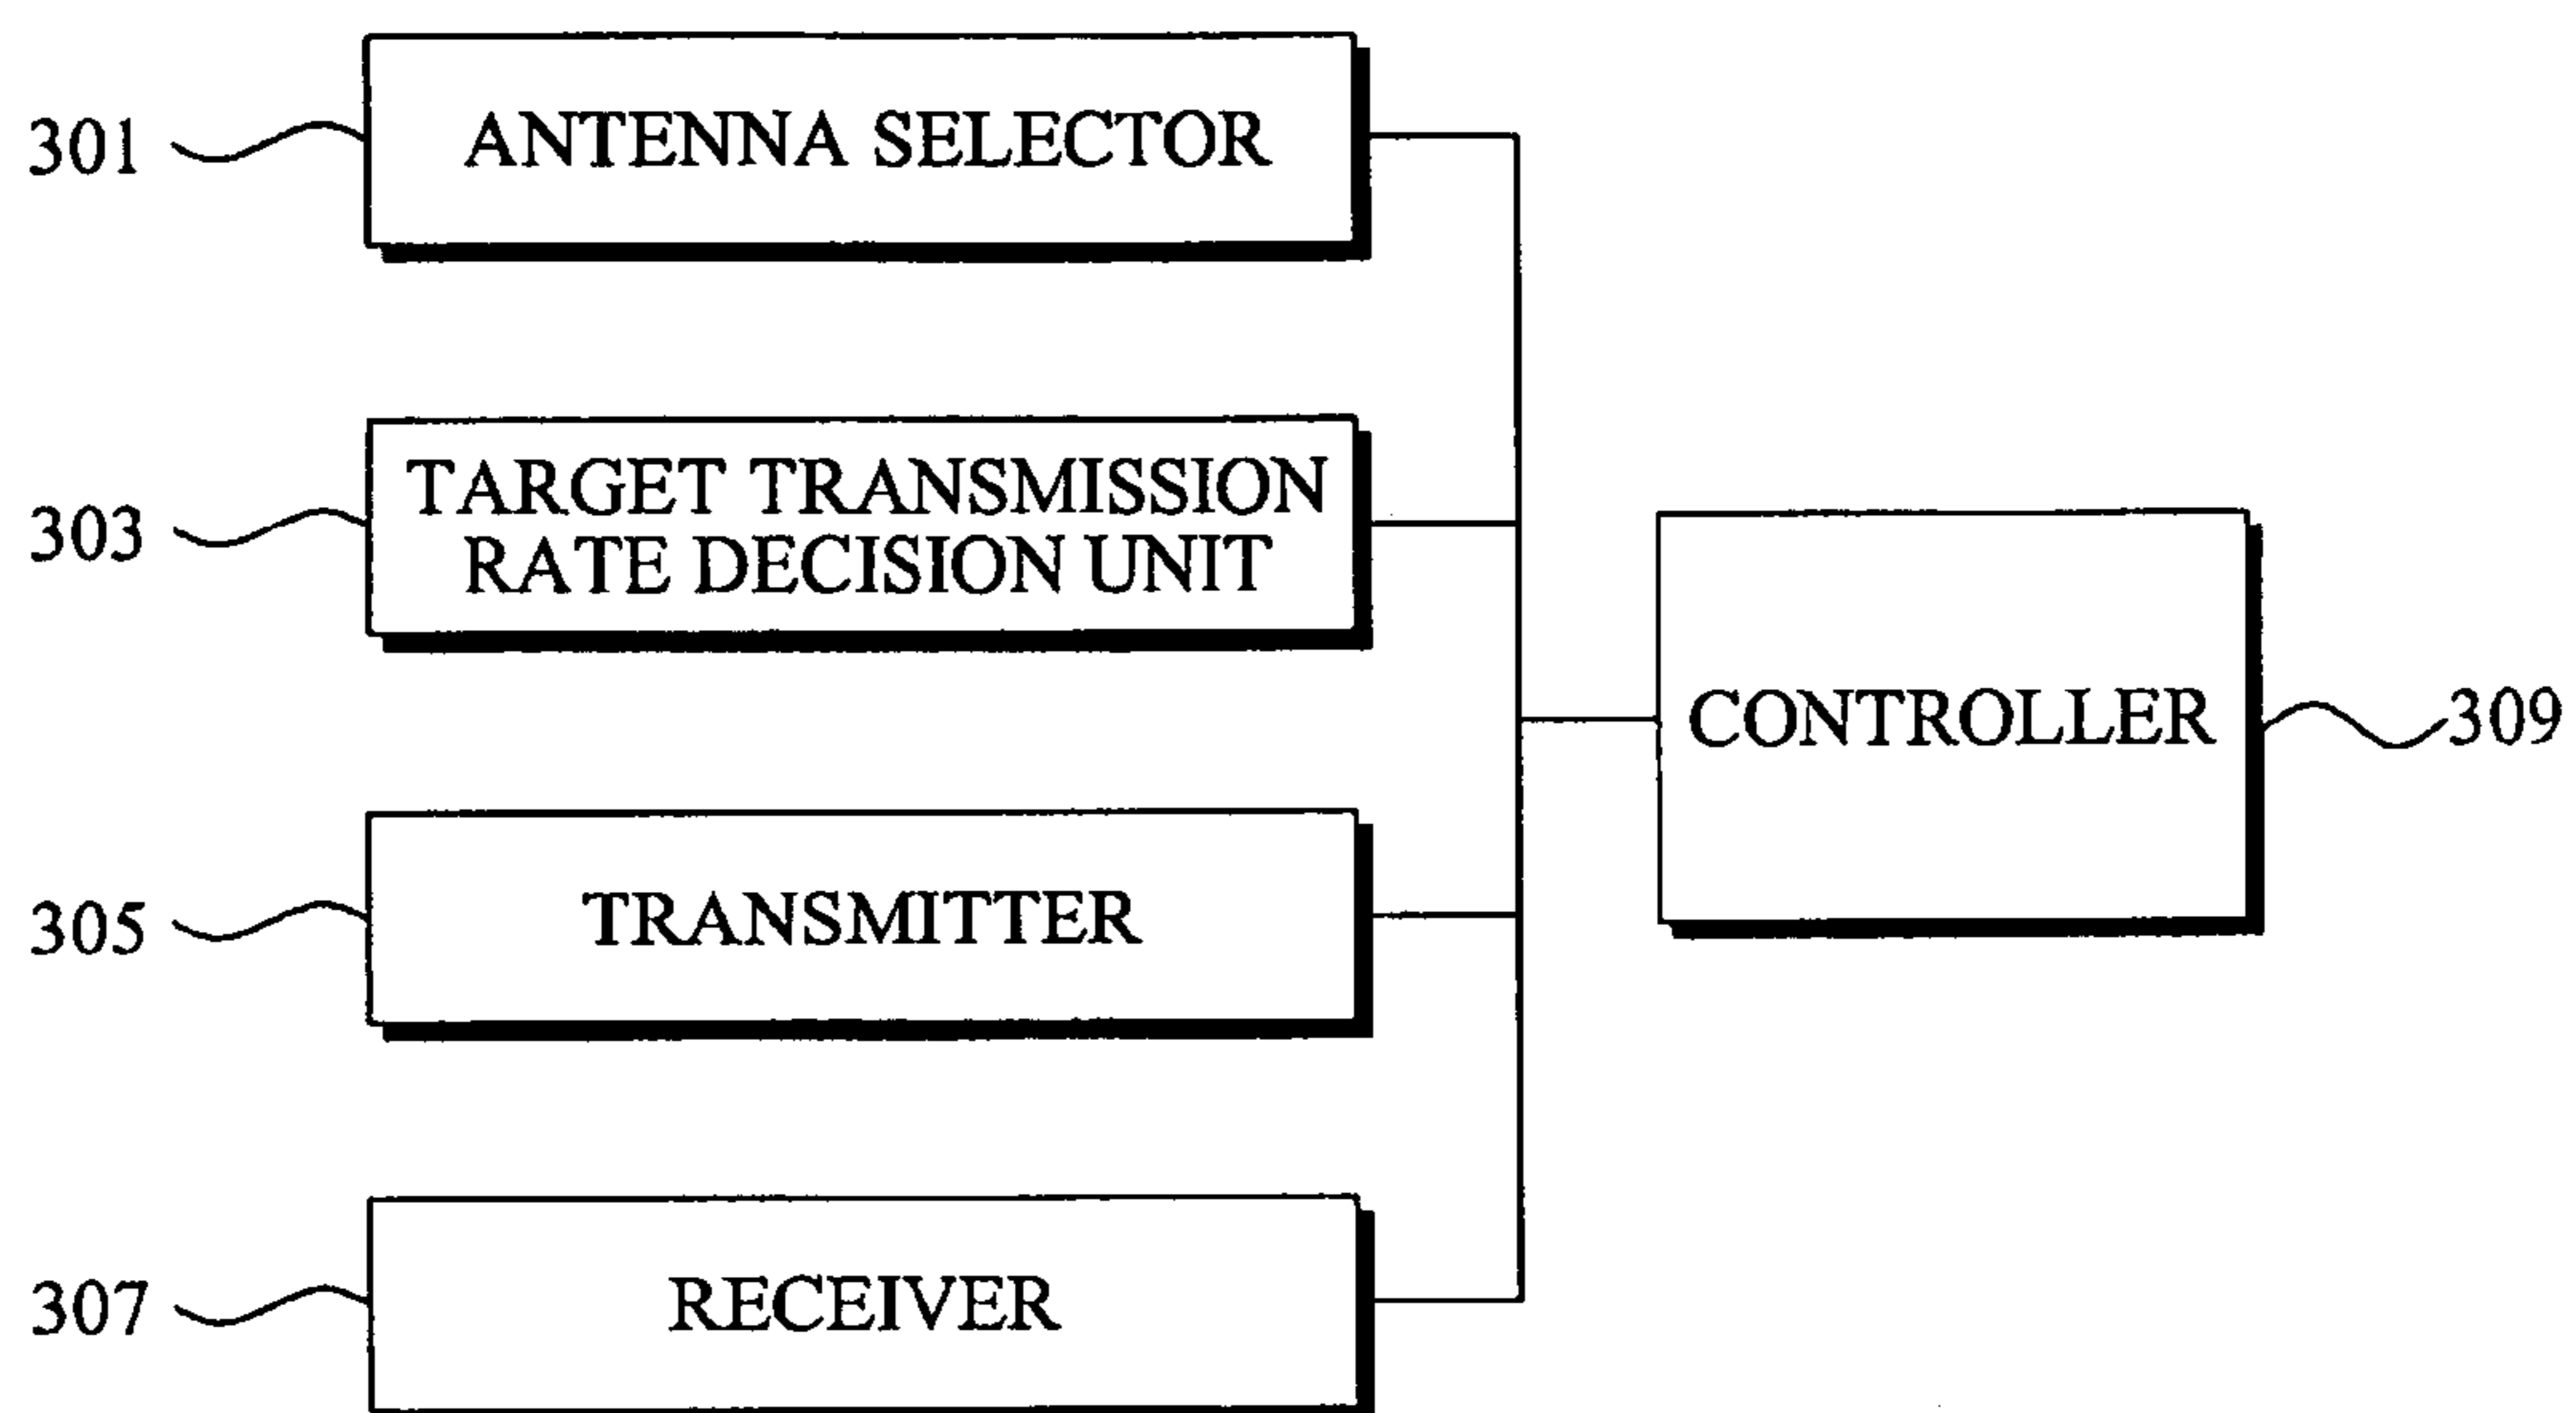 301
ANTENNA SELECTOR
303
TARGET TRANSMISSION
RATE DECISION UNIT
CONTROLLER
309
305
TRANSMITTER
307
RECEIVER